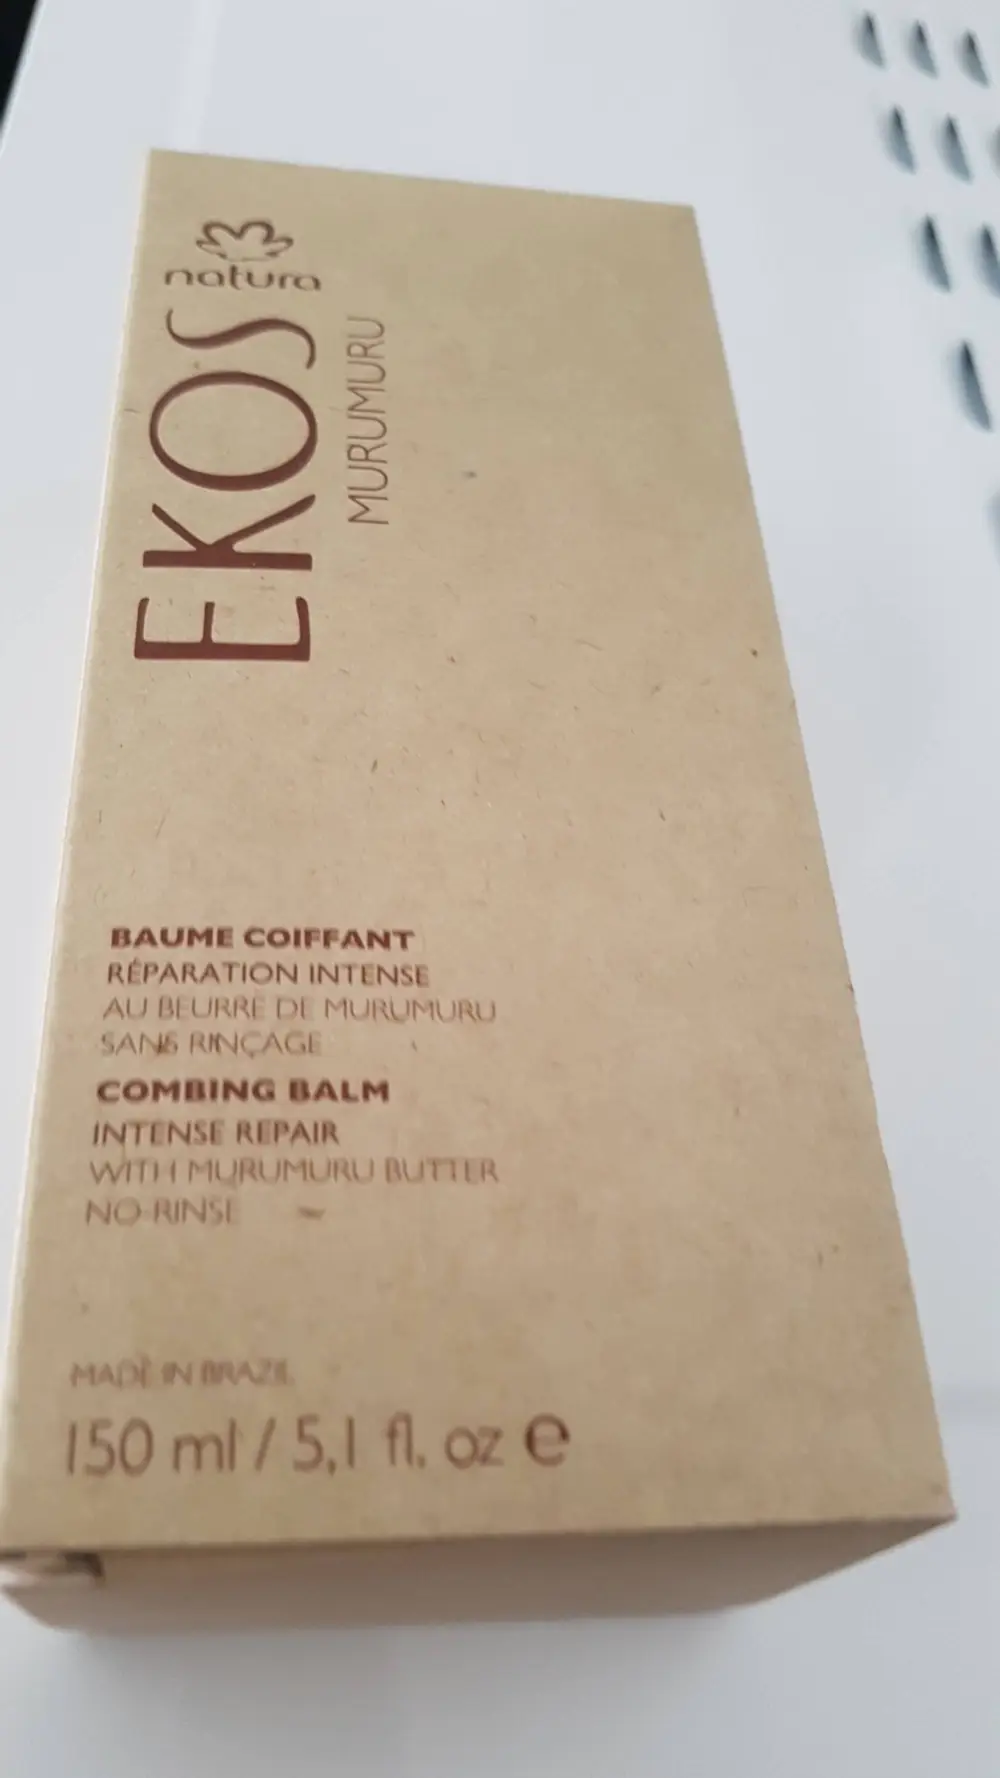 natura
EKOS
MURUMURU
BAUME COIFFANT
RÉPARATION INTENSE
AU BEURRE DE MURUMURU
SANS RINÇAGE
COMBING BALM
INTENSE REPAIR
WITH MURUMURU BUTTER
NO-RINSE
MADE IN BRAZIL
150 ml / 5,1 fl. oz e